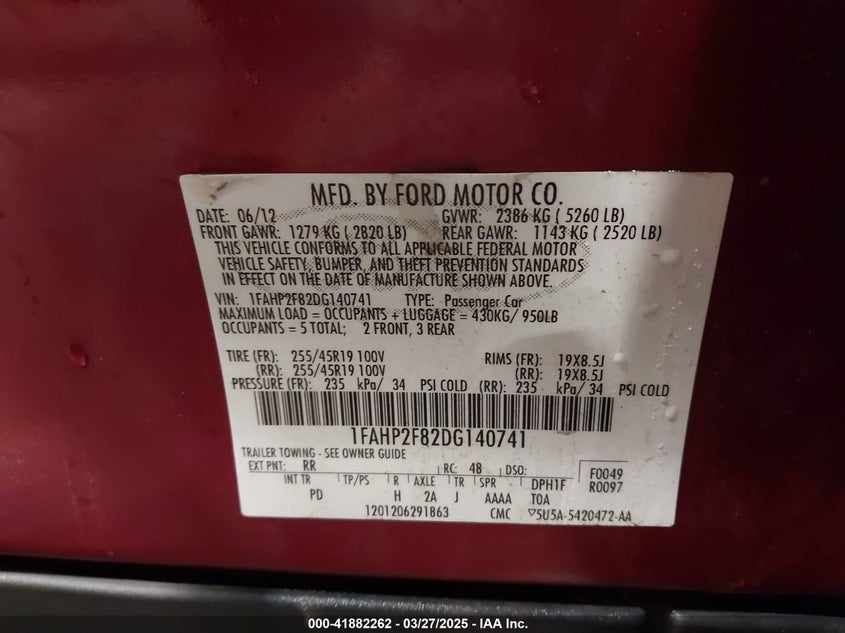 MFD. BY FORD MOTOR CO.
DATE: 06/12 GVWR: 2386 KG ( 5260 LB)
FRONT GAWR: 1279 KG ( 2820 LB) REAR GAWR: 1143 KG ( 2520 LB)
THIS VEHICLE CONFORMS TO ALL APPLICABLE FEDERAL MOTOR
VEHICLE SAFETY, BUMPER, AND THEFT PREVENTION STANDARDS
IN EFFECT ON THE DATE OF MANUFACTURE SHOWN ABOVE.
VIN: 1FAHP2F82DG140741 TYPE: Passenger Car
MAXIMUM LOAD = OCCUPANTS + LUGGAGE = 430KG/ 950LB
OCCUPANTS = 5 TOTAL; 2 FRONT, 3 REAR
TIRE (FR): 255/45R19 100V RIMS (FR): 19X8.5J
(RR): 255/45R19 100V (RR): 19X8.5J
PRESSURE (FR): 235 kPa/ 34 PSI COLD (RR): 235 kPa/ 34 PSI COLD
1FAHP2F82DG140741
TRAILER TOWING - SEE OWNER GUIDE
EXT PNT: RR RC: 48 DSO: F0049
INT TR TP/PS R AXLE TR SPR DPH1F R0097
PD H 2A J AAAA TOA
1201206291863 CMC ▽5U5A-5420472-AA
000-41882262 - 03/27/2025 - IAA Inc.